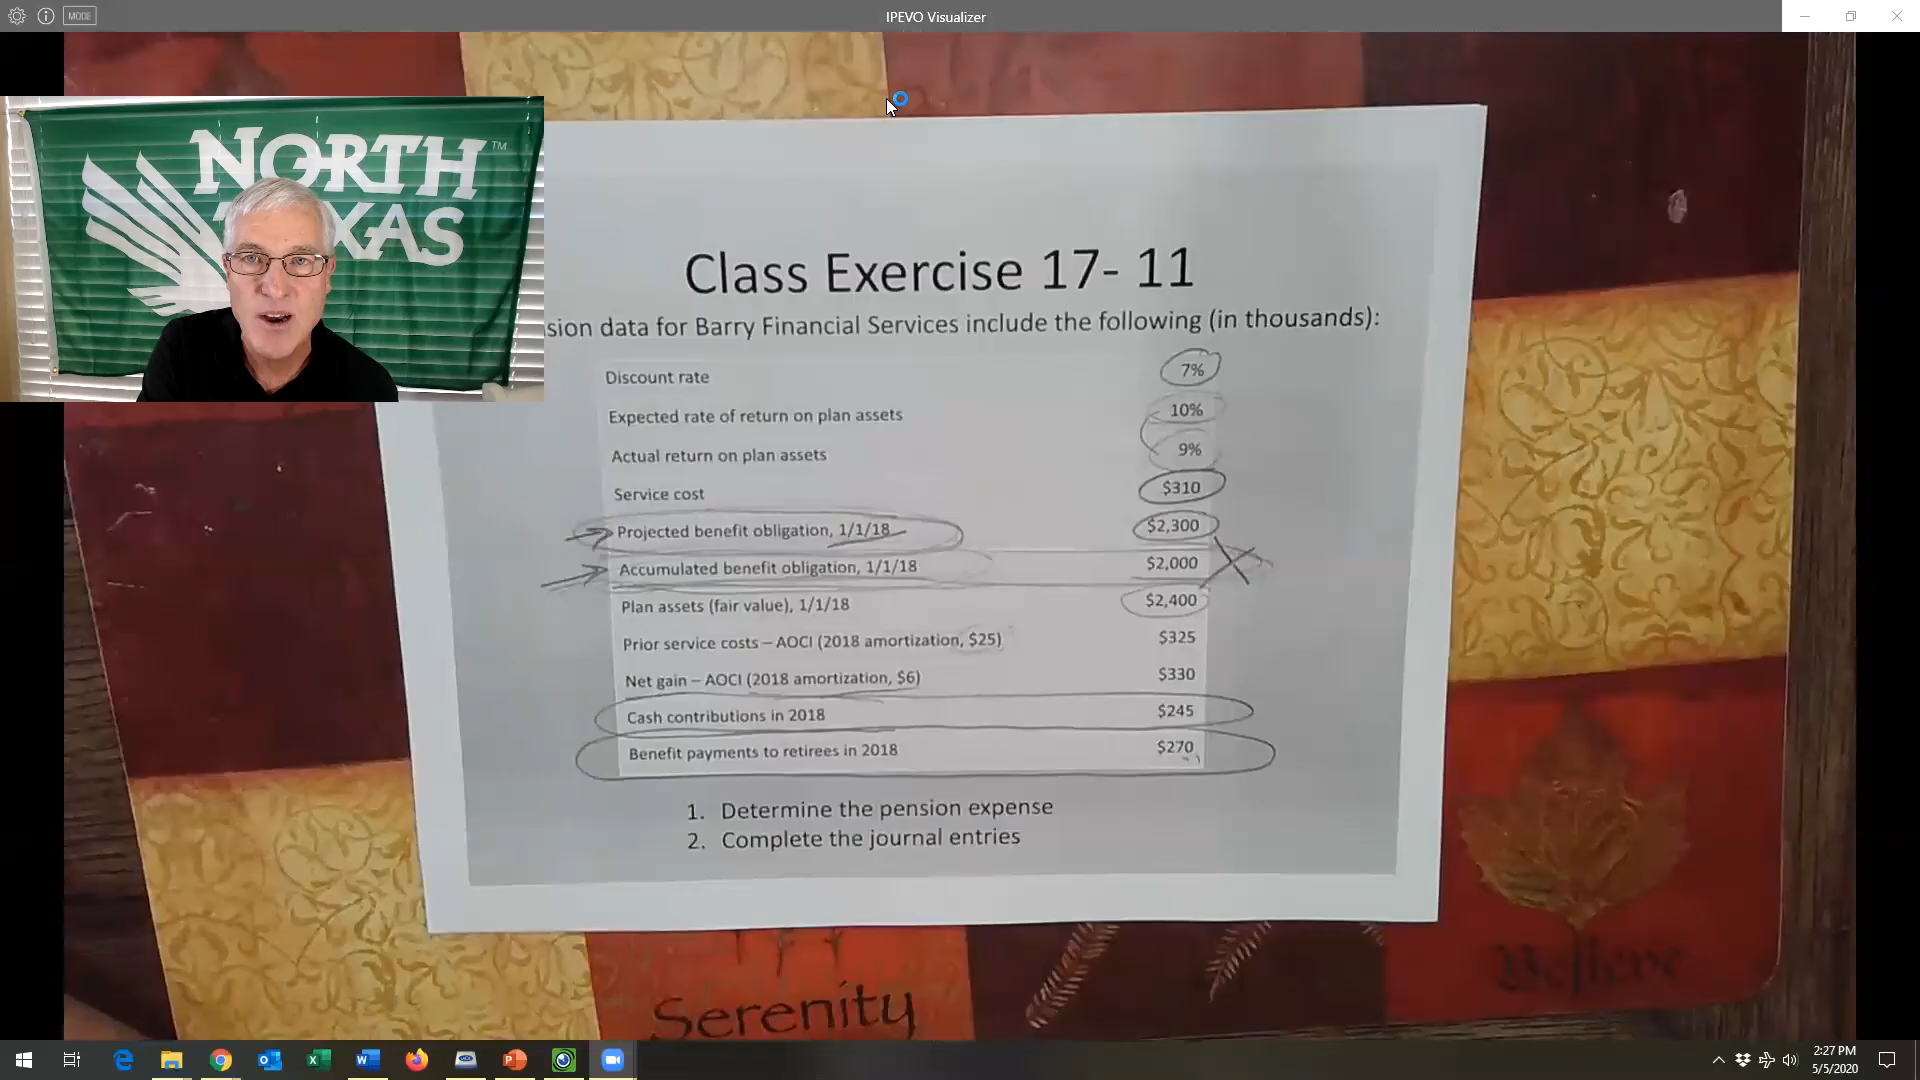 MODE
IPEVO Visualizer
NORTH
TEXAS
TM
Class Exercise 17- 11
sion data for Barry Financial Services include the following (in thousands):
Discount rate 7%
Expected rate of return on plan assets 10%
Actual return on plan assets 9%
Service cost $310
Projected benefit obligation, 1/1/18 $2,300
Accumulated benefit obligation, 1/1/18 $2,000
Plan assets (fair value), 1/1/18 $2,400
Prior service costs – AOCI (2018 amortization, $25) $325
Net gain – AOCI (2018 amortization, $6) $330
Cash contributions in 2018 $245
Benefit payments to retirees in 2018 $270
1. Determine the pension expense
2. Complete the journal entries
Serenity
Believe
2:27 PM
5/5/2020